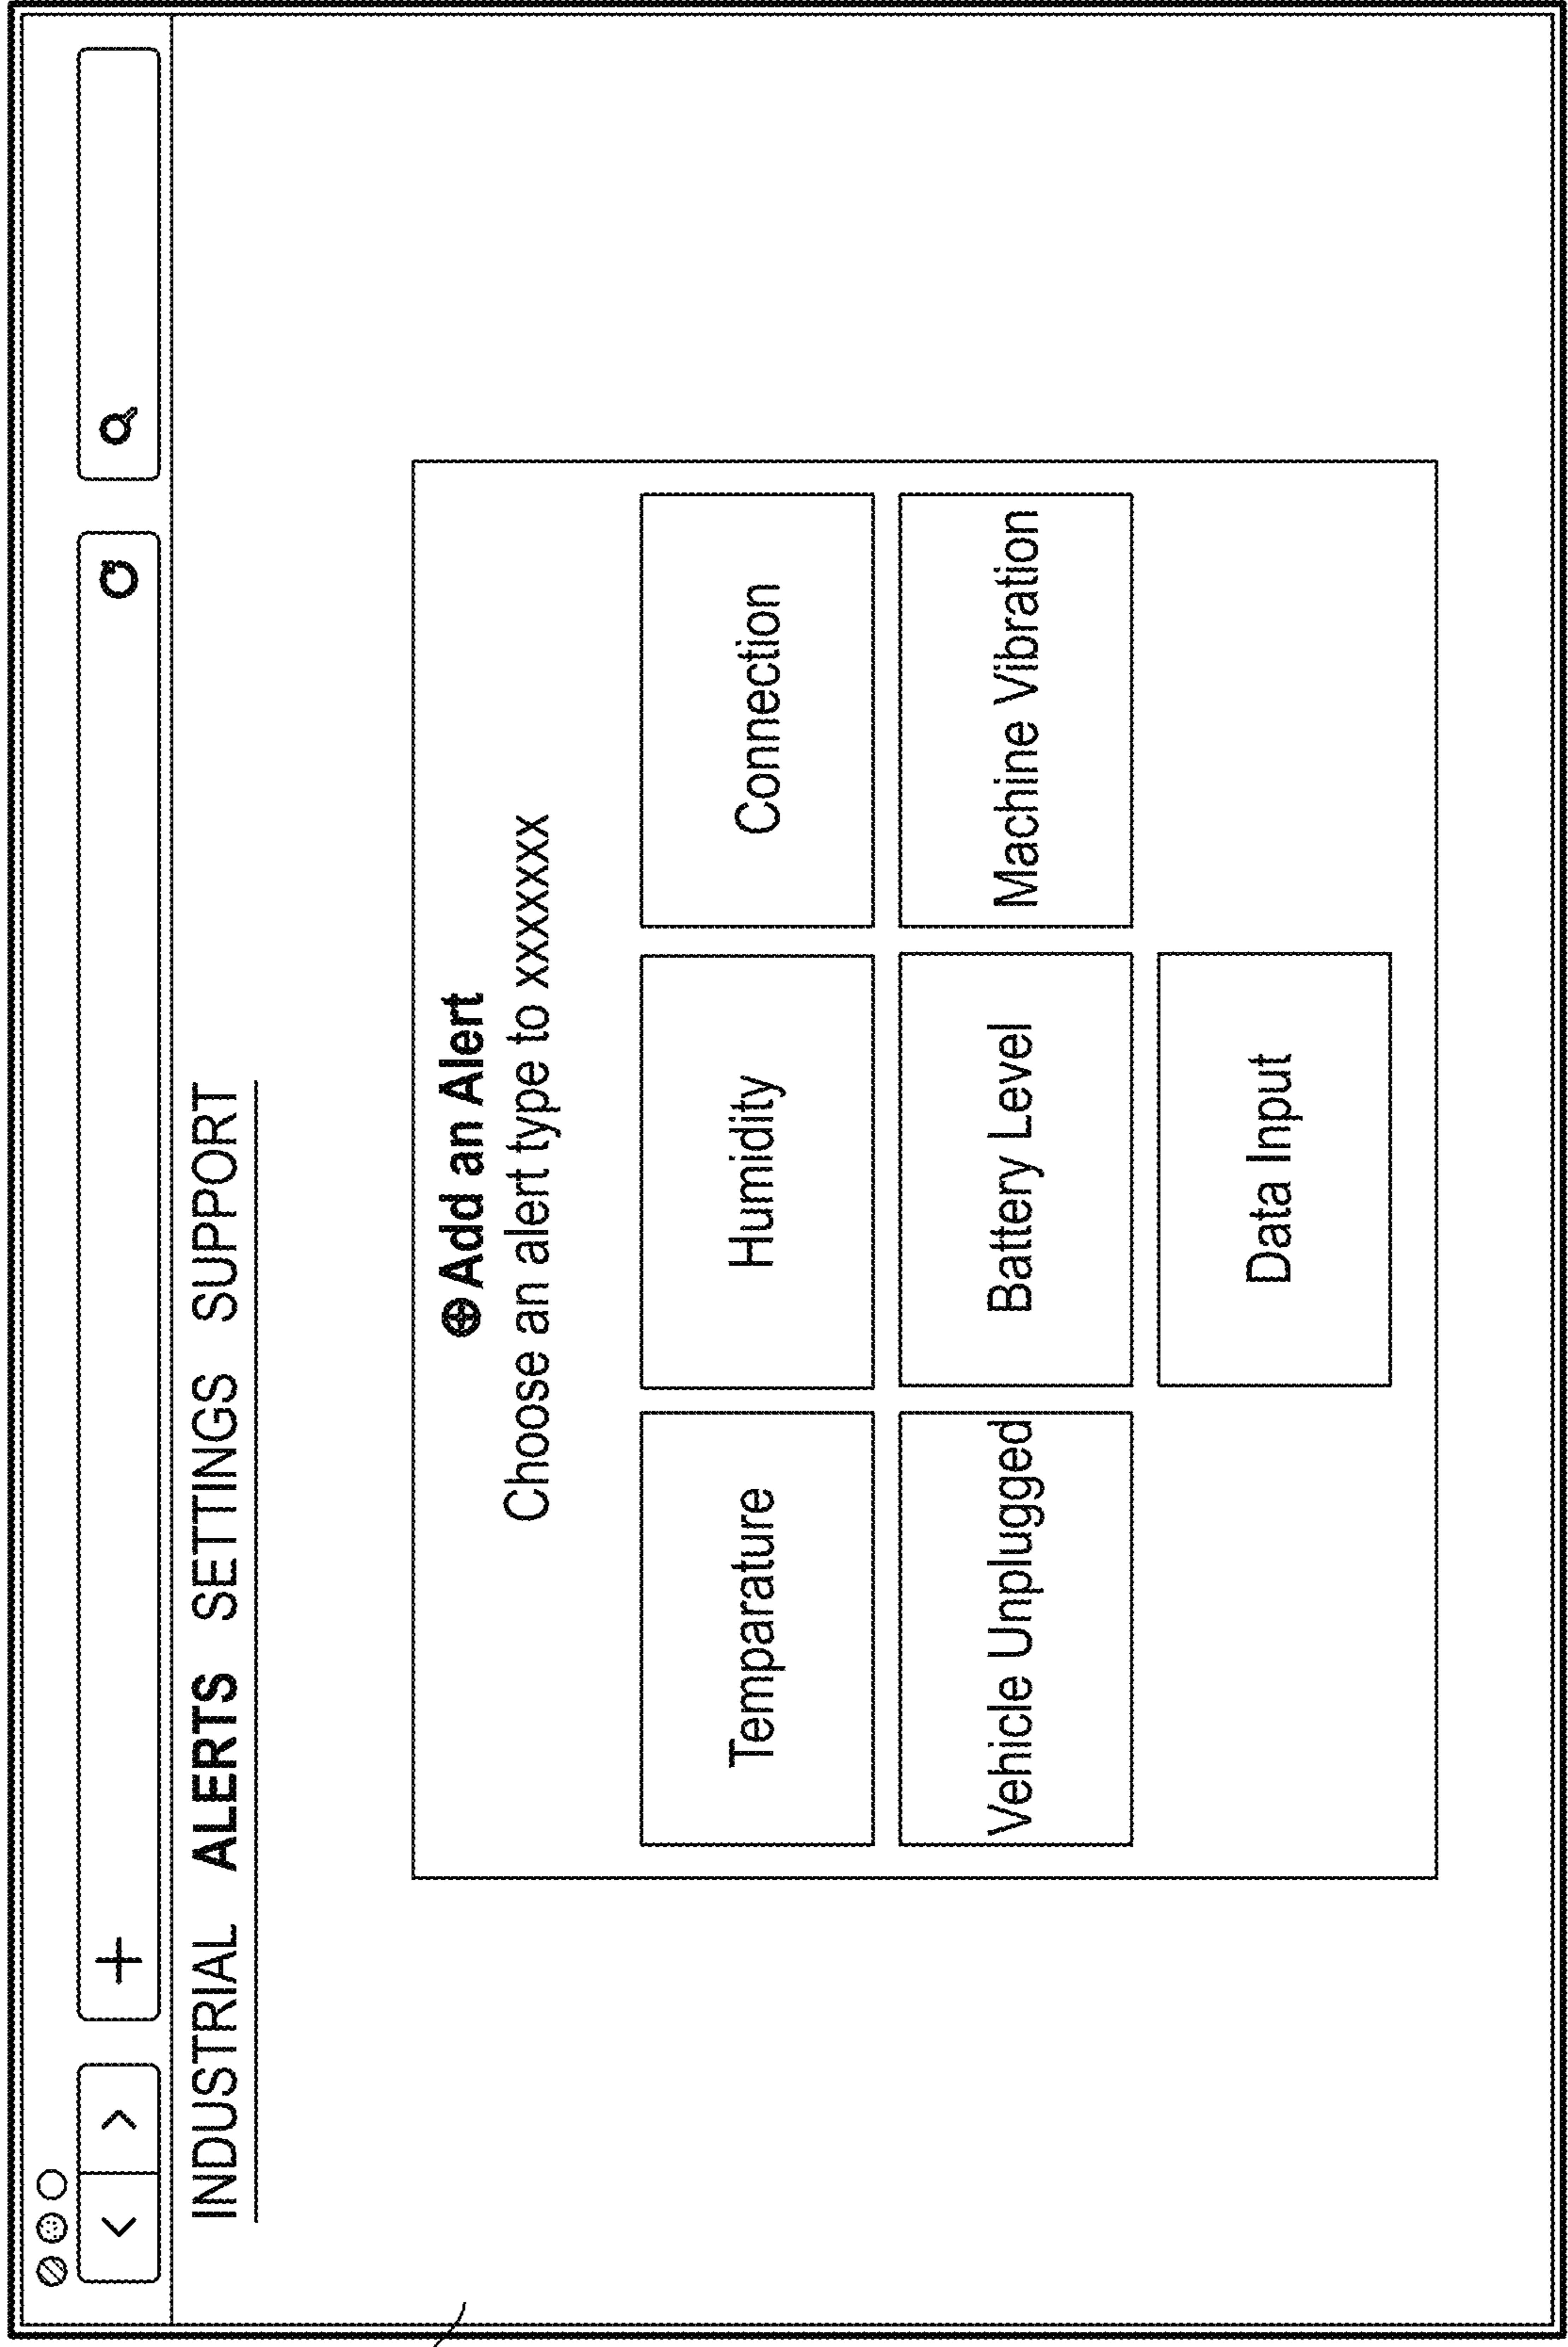 INDUSTRIAL ALERTS SETTINGS SUPPORT
Add an Alert
Choose an alert type to xxxxxxx
Temparature
Humidity
Connection
Vehicle Unplugged
Battery Level
Machine Vibration
Data Input